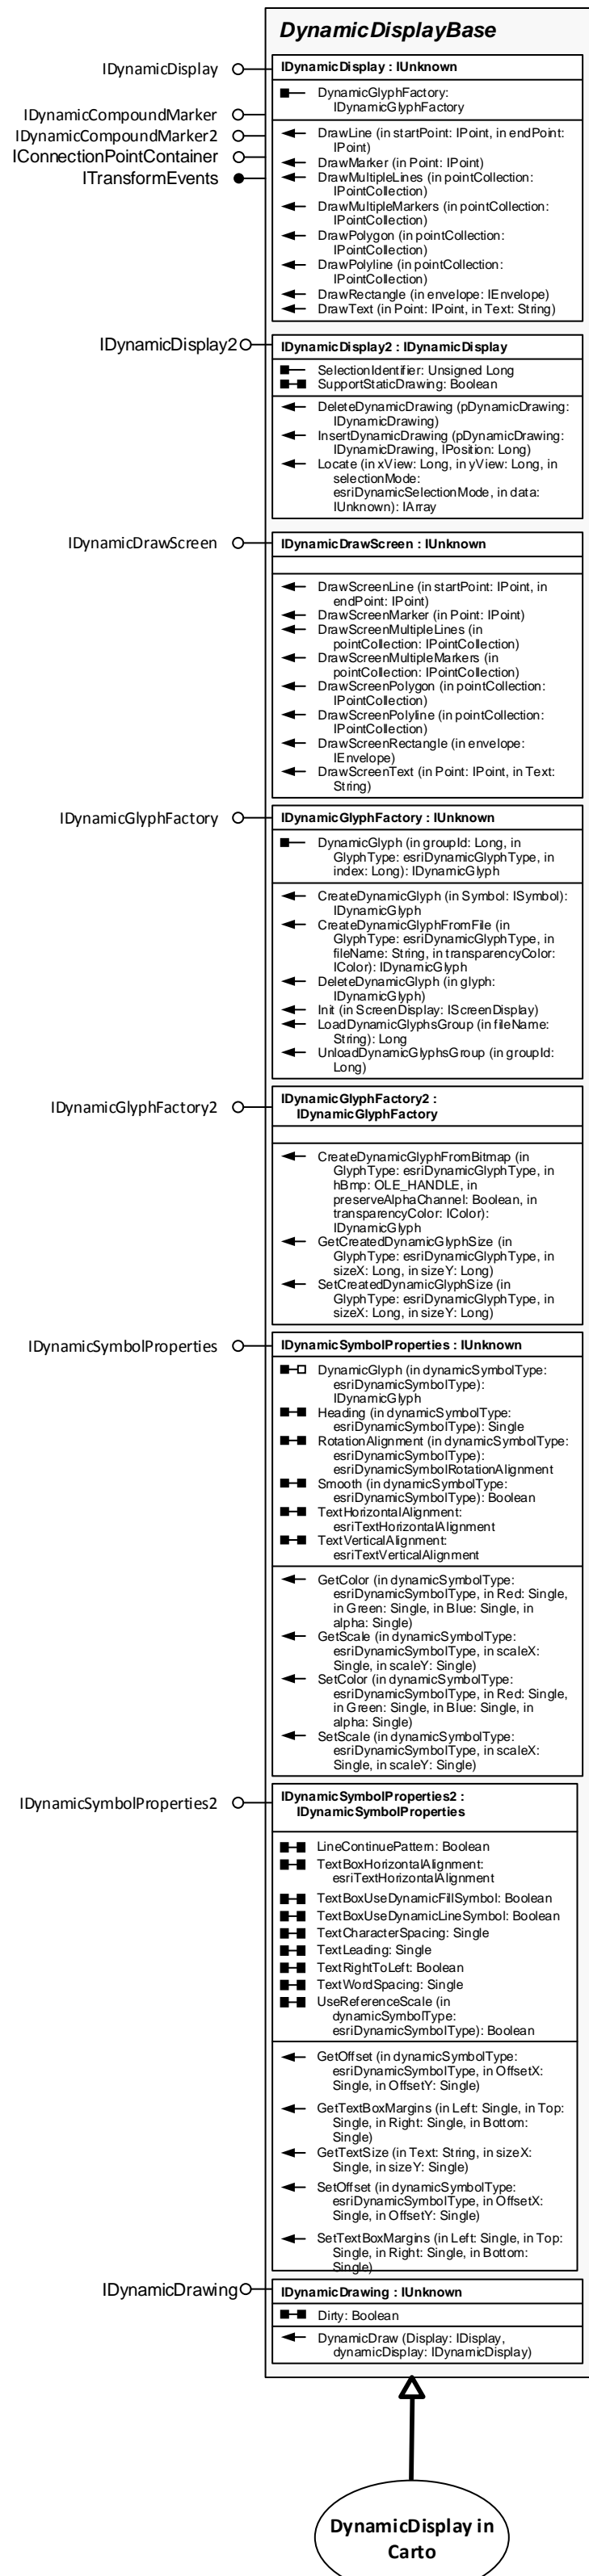 DynamicDisplayBase
IDynamicDisplay
IDynamicCompoundMarker
IDynamicCompoundMarker2
IConnectionPointContainer
ITransformEvents
IDynamicDisplay : IUnknown
DynamicGlyphFactory:
IDynamicGlyphFactory
DrawLine (in startPoint: IPoint, in endPoint:
IPoint)
DrawMarker (in Point: IPoint)
DrawMultipleLines (in pointCollection:
IPointCollection)
DrawMultipleMarkers (in pointCollection:
IPointCollection)
DrawPolygon (in pointCollection:
IPointCollection)
DrawPolyline (in pointCollection:
IPointCollection)
DrawRectangle (in envelope: IEnvelope)
DrawText (in Point: IPoint, in Text: String)
IDynamicDisplay2
IDynamicDisplay2 : IDynamicDisplay
SelectionIdentifier: Unsigned Long
SupportStaticDrawing: Boolean
DeleteDynamicDrawing (pDynamicDrawing:
IDynamicDrawing)
InsertDynamicDrawing (pDynamicDrawing:
IDynamicDrawing, lPosition: Long)
Locate (in xView: Long, in yView: Long, in
selectionMode:
esriDynamicSelectionMode, in data:
IUnknown): IArray
IDynamicDrawScreen
IDynamicDrawScreen : IUnknown
DrawScreenLine (in startPoint: IPoint, in
endPoint: IPoint)
DrawScreenMarker (in Point: IPoint)
DrawScreenMultipleLines (in
pointCollection: IPointCollection)
DrawScreenMultipleMarkers (in
pointCollection: IPointCollection)
DrawScreenPolygon (in pointCollection:
IPointCollection)
DrawScreenPolyline (in pointCollection:
IPointCollection)
DrawScreenRectangle (in envelope:
IEnvelope)
DrawScreenText (in Point: IPoint, in Text:
String)
IDynamicGlyphFactory
IDynamicGlyphFactory : IUnknown
DynamicGlyph (in groupId: Long, in
GlyphType: esriDynamicGlyphType, in
index: Long): IDynamicGlyph
CreateDynamicGlyph (in Symbol: ISymbol):
IDynamicGlyph
CreateDynamicGlyphFromFile (in
GlyphType: esriDynamicGlyphType, in
fileName: String, in transparencyColor:
IColor): IDynamicGlyph
DeleteDynamicGlyph (in glyph:
IDynamicGlyph)
Init (in ScreenDisplay: IScreenDisplay)
LoadDynamicGlyphsGroup (in fileName:
String): Long
UnloadDynamicGlyphsGroup (in groupId:
Long)
IDynamicGlyphFactory2
IDynamicGlyphFactory2 :
IDynamicGlyphFactory
CreateDynamicGlyphFromBitmap (in
GlyphType: esriDynamicGlyphType, in
hBmp: OLE_HANDLE, in
preserveAlphaChannel: Boolean, in
transparencyColor: IColor):
IDynamicGlyph
GetCreatedDynamicGlyphSize (in
GlyphType: esriDynamicGlyphType, in
sizeX: Long, in sizeY: Long)
SetCreatedDynamicGlyphSize (in
GlyphType: esriDynamicGlyphType, in
sizeX: Long, in sizeY: Long)
IDynamicSymbolProperties
IDynamicSymbolProperties : IUnknown
DynamicGlyph (in dynamicSymbolType:
esriDynamicSymbolType):
IDynamicGlyph
Heading (in dynamicSymbolType:
esriDynamicSymbolType): Single
RotationAlignment (in dynamicSymbolType:
esriDynamicSymbolType):
esriDynamicSymbolRotationAlignment
Smooth (in dynamicSymbolType:
esriDynamicSymbolType): Boolean
TextHorizontalAlignment:
esriTextHorizontalAlignment
TextVerticalAlignment:
esriTextVerticalAlignment
GetColor (in dynamicSymbolType:
esriDynamicSymbolType, in Red: Single,
in Green: Single, in Blue: Single, in
alpha: Single)
GetScale (in dynamicSymbolType:
esriDynamicSymbolType, in scaleX:
Single, in scaleY: Single)
SetColor (in dynamicSymbolType:
esriDynamicSymbolType, in Red: Single,
in Green: Single, in Blue: Single, in
alpha: Single)
SetScale (in dynamicSymbolType:
esriDynamicSymbolType, in scaleX:
Single, in scaleY: Single)
IDynamicSymbolProperties2
IDynamicSymbolProperties2 :
IDynamicSymbolProperties
LineContinuePattern: Boolean
TextBoxHorizontalAlignment:
esriTextHorizontalAlignment
TextBoxUseDynamicFillSymbol: Boolean
TextBoxUseDynamicLineSymbol: Boolean
TextCharacterSpacing: Single
TextLeading: Single
TextRightToLeft: Boolean
TextWordSpacing: Single
UseReferenceScale (in
dynamicSymbolType:
esriDynamicSymbolType): Boolean
GetOffset (in dynamicSymbolType:
esriDynamicSymbolType, in OffsetX:
Single, in OffsetY: Single)
GetTextBoxMargins (in Left: Single, in Top:
Single, in Right: Single, in Bottom:
Single)
GetTextSize (in Text: String, in sizeX:
Single, in sizeY: Single)
SetOffset (in dynamicSymbolType:
esriDynamicSymbolType, in OffsetX:
Single, in OffsetY: Single)
SetTextBoxMargins (in Left: Single, in Top:
Single, in Right: Single, in Bottom:
Single)
IDynamicDrawing
IDynamicDrawing : IUnknown
Dirty: Boolean
DynamicDraw (Display: IDisplay,
dynamicDisplay: IDynamicDisplay)
DynamicDisplay in
Carto